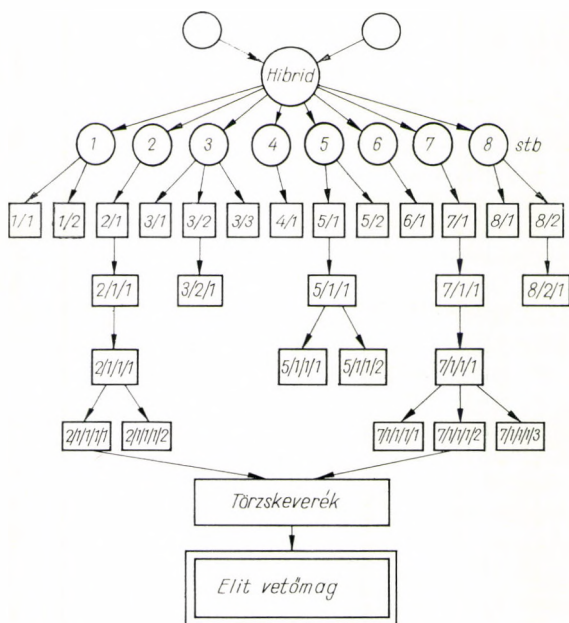 Hibrid
1 2 3 4 5 6 7 8 stb
1/1 1/2 2/1 3/1 3/2 3/3 4/1 5/1 5/2 6/1 7/1 8/1 8/2
2/1/1 3/2/1 5/1/1 7/1/1 8/2/1
2/1/1/1 5/1/1/1 5/1/1/2 7/1/1/1
2/1/1/1/1 2/1/1/1/2 7/1/1/1/1 7/1/1/1/2 7/1/1/1/3
Törzskeverék
Elit vetőmag